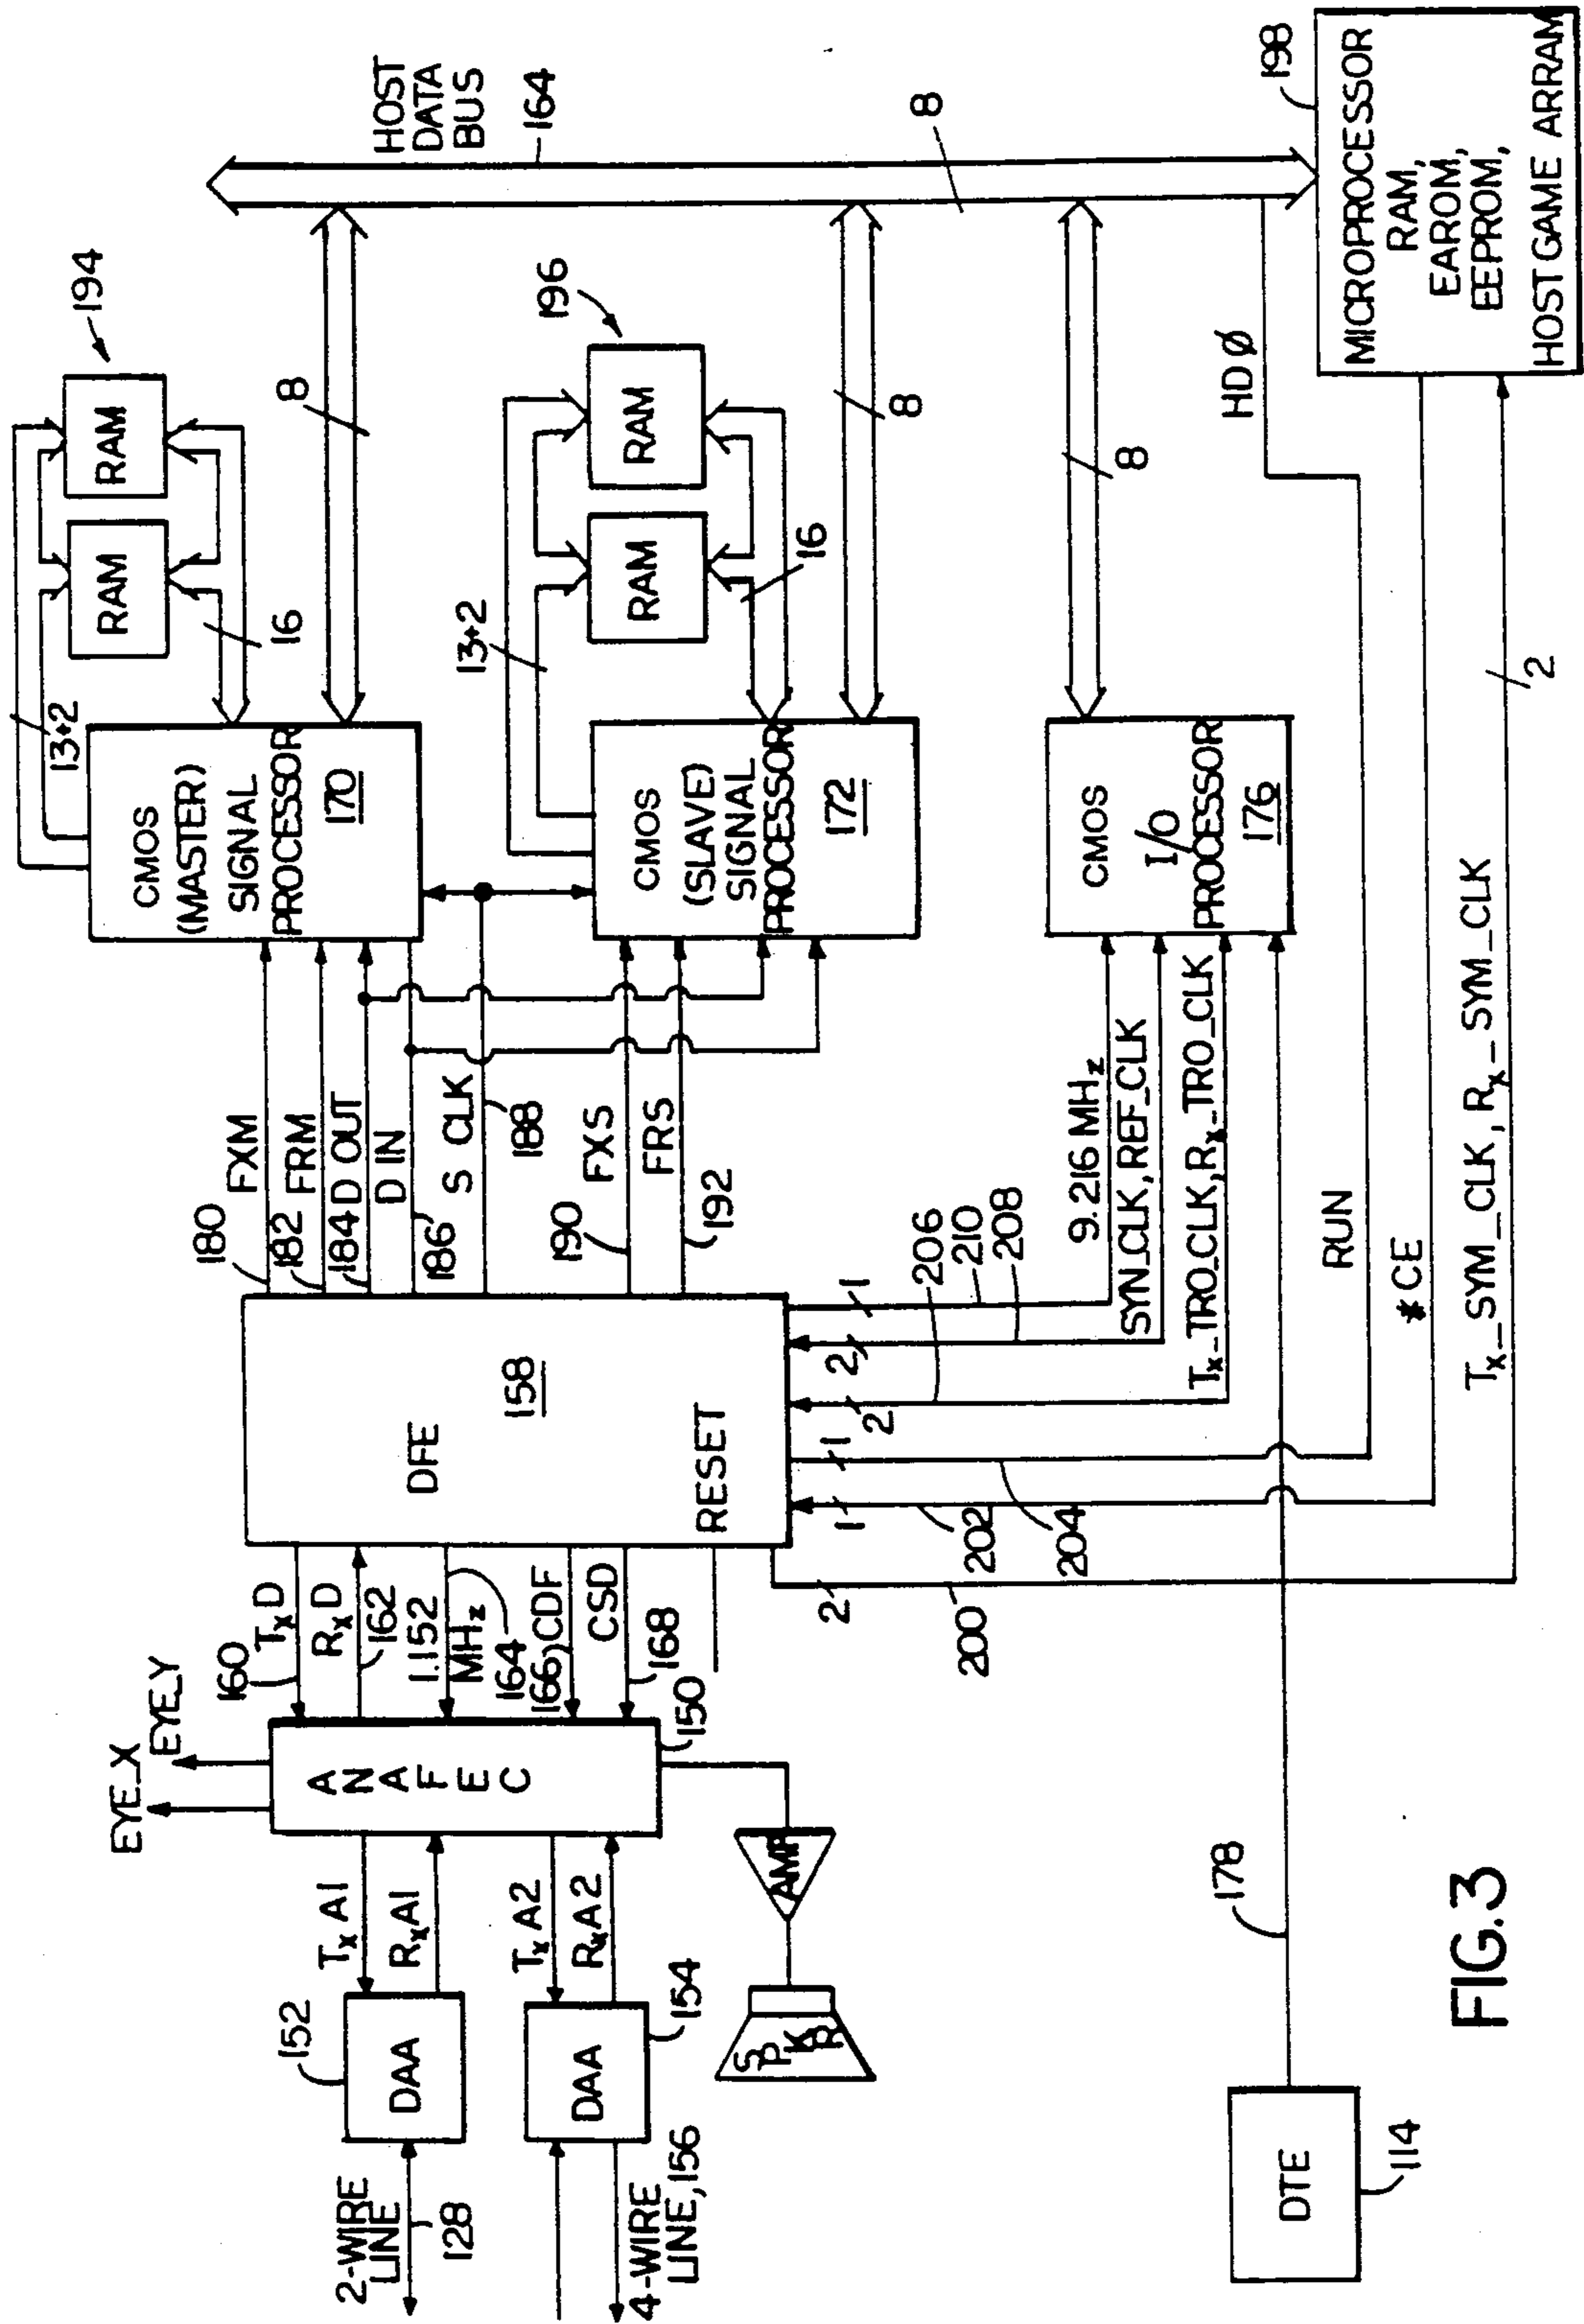 FIG.3
2-WIRE
LINE
128
152
DAA
TxA1
RxA1
4-WIRE
LINE,156
154
DAA
TxA2
RxA2
EYE_X
EYE_Y
ANAFEC
150
AMP
SPKR
160
TxD
RxD
162
1.152
MHz
164
166
CDF
CSD
168
DFE
158
RESET
180
FXM
182
FRM
184
D OUT
D IN
186
S CLK
188
190
FXS
FRS
192
CMOS
(MASTER)
SIGNAL
PROCESSOR
170
13+2
16
RAM
RAM
194
8
CMOS
(SLAVE)
SIGNAL
PROCESSOR
172
13+2
16
RAM
RAM
196
8
HOST
DATA
BUS
164
8
CMOS
I/O
PROCESSOR
176
8
9.216 MHz
SYN_CLK, REF_CLK
Tx_TRO_CLK, Rx_TRO_CLK
206
210
208
1
2
2
1
1
2
200
202
204
RUN
HDØ
*CE
Tx_SYM_CLK, Rx_SYM_CLK
2
198
MICROPROCESSOR
RAM,
EAROM,
EEPROM,
HOST GAME ARRAM
178
DTE
114